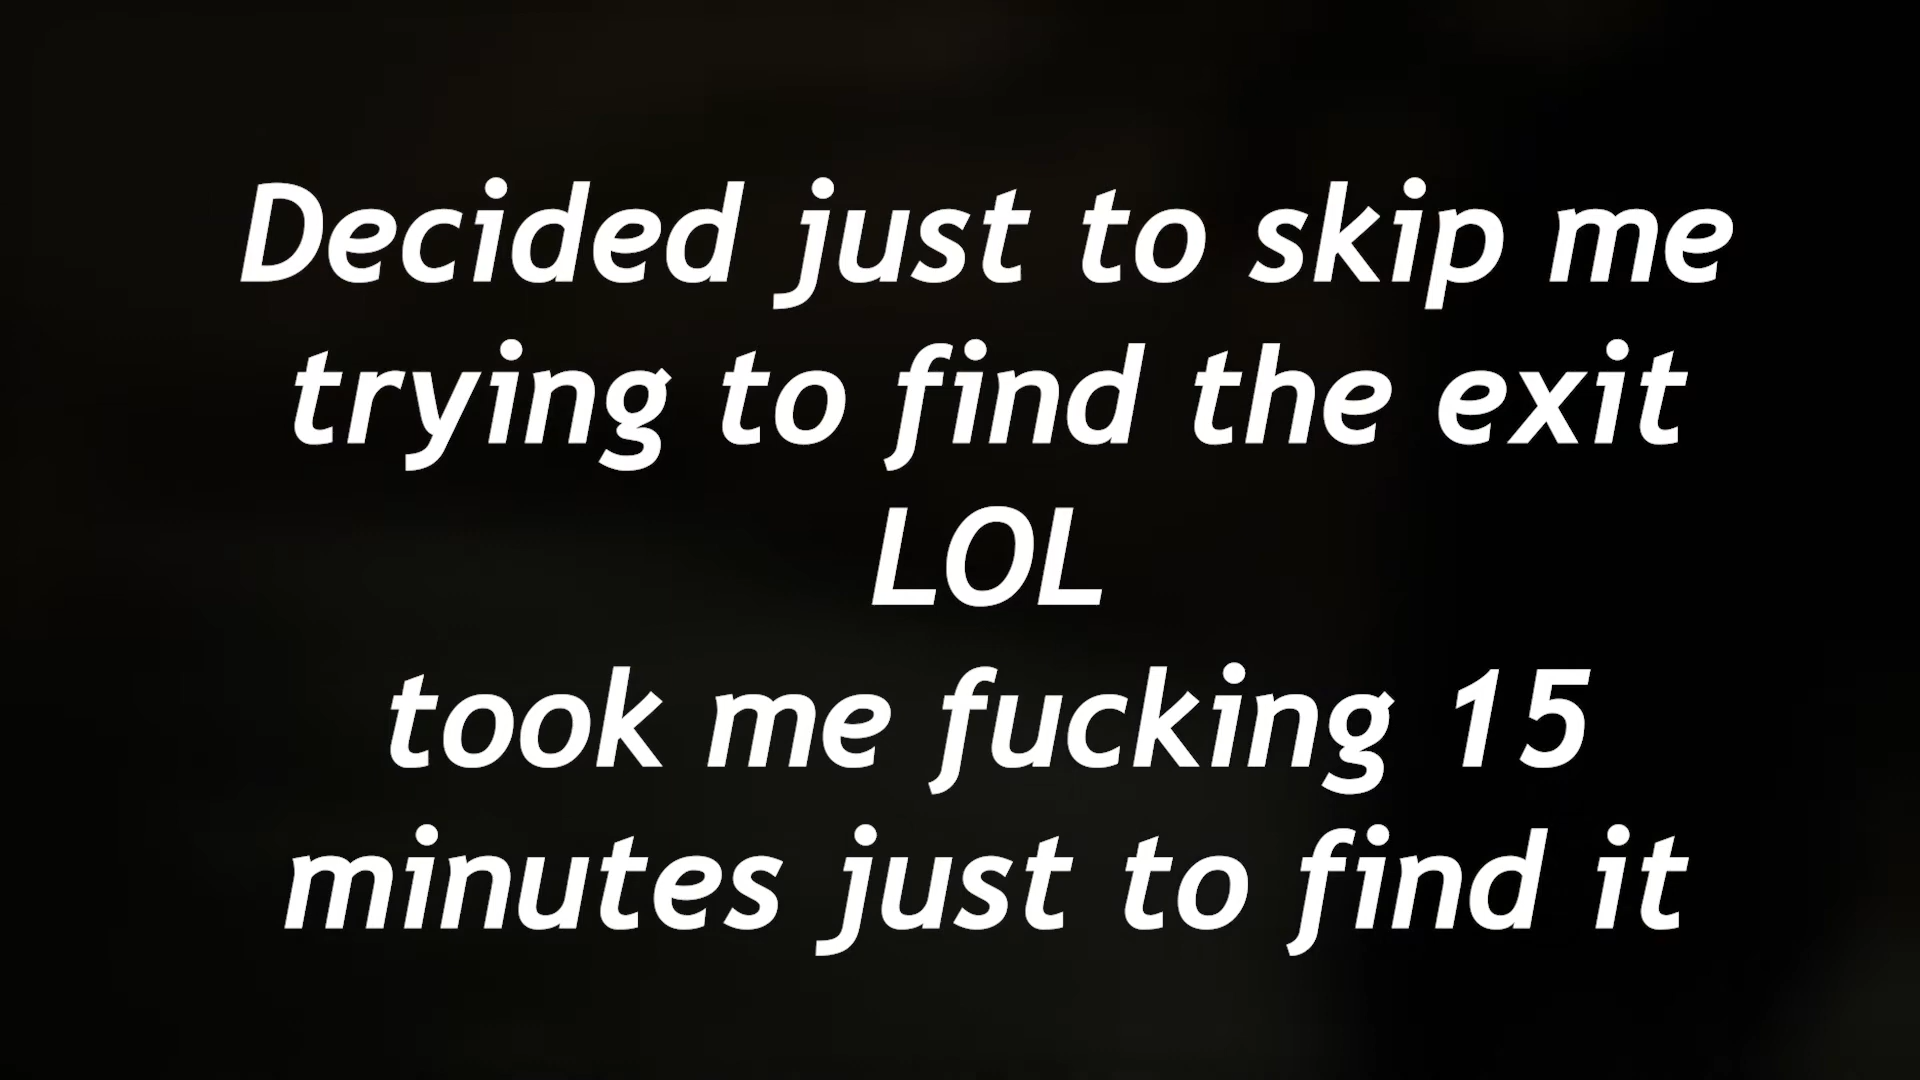 Decided just to skip me
trying to find the exit
LOL
took me fucking 15
minutes just to find it